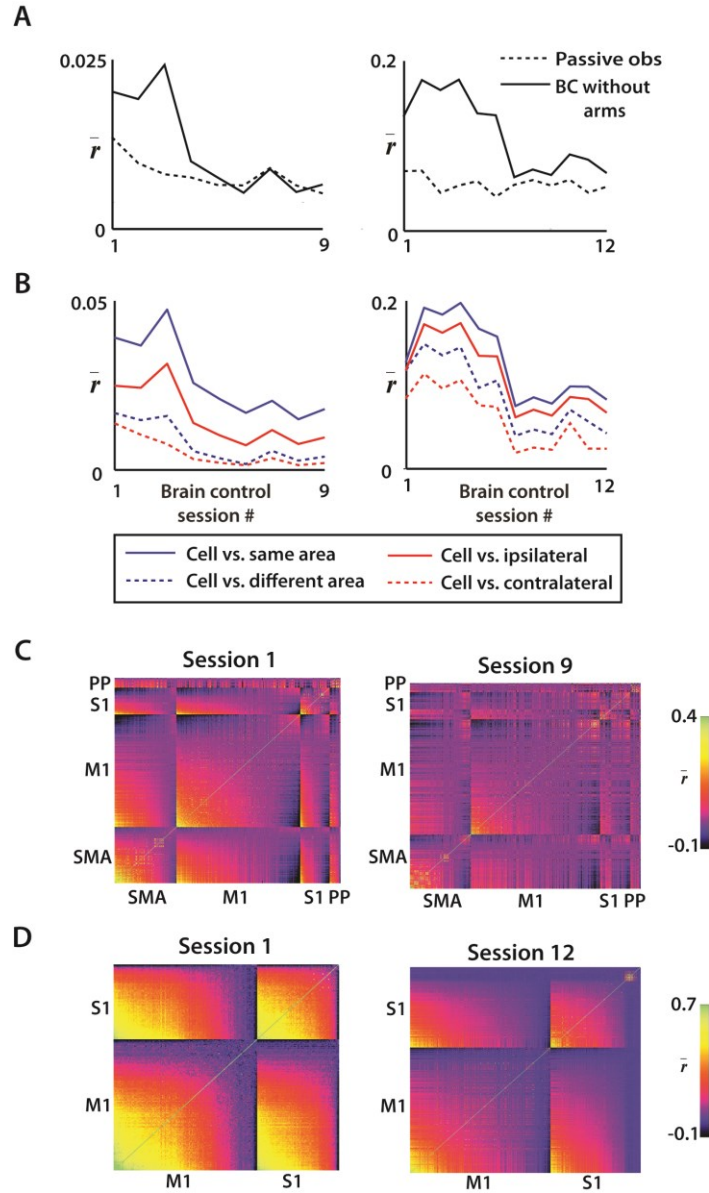 A
0.025
r̄
0
1
9
0.2
r̄
0
1
12
Passive obs
BC without
arms
B
0.05
r̄
0
1
9
Brain control
session #
0.2
r̄
0
1
12
Brain control
session #
Cell vs. same area
Cell vs. different area
Cell vs. ipsilateral
Cell vs. contralateral
C
Session 1
PP
S1
M1
SMA
SMA
M1
S1 PP
Session 9
PP
S1
M1
SMA
SMA
M1
S1 PP
0.4
r̄
-0.1
D
Session 1
S1
M1
M1
S1
Session 12
S1
M1
M1
S1
0.7
r̄
-0.1